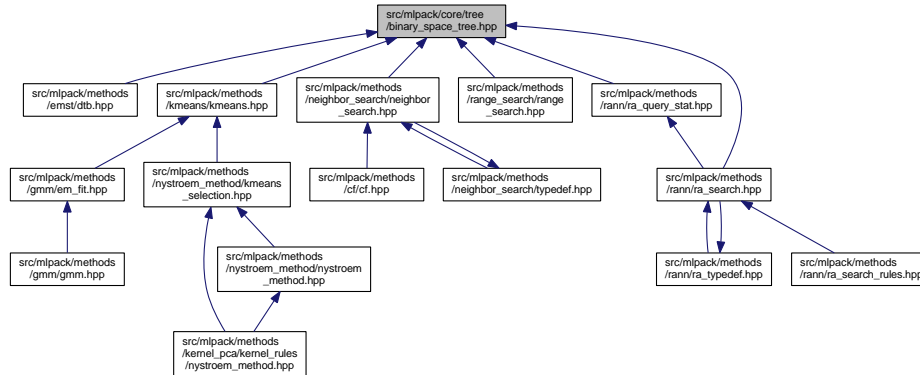 src/mlpack/core/tree
/binary_space_tree.hpp
src/mlpack/methods
/emst/dtb.hpp
src/mlpack/methods
/kmeans/kmeans.hpp
src/mlpack/methods
/neighbor_search/neighbor
_search.hpp
src/mlpack/methods
/range_search/range
_search.hpp
src/mlpack/methods
/rann/ra_query_stat.hpp
src/mlpack/methods
/gmm/em_fit.hpp
src/mlpack/methods
/nystroem_method/kmeans
_selection.hpp
src/mlpack/methods
/cf/cf.hpp
src/mlpack/methods
/neighbor_search/typedef.hpp
src/mlpack/methods
/rann/ra_search.hpp
src/mlpack/methods
/gmm/gmm.hpp
src/mlpack/methods
/nystroem_method/nystroem
_method.hpp
src/mlpack/methods
/rann/ra_typedef.hpp
src/mlpack/methods
/rann/ra_search_rules.hpp
src/mlpack/methods
/kernel_pca/kernel_rules
/nystroem_method.hpp